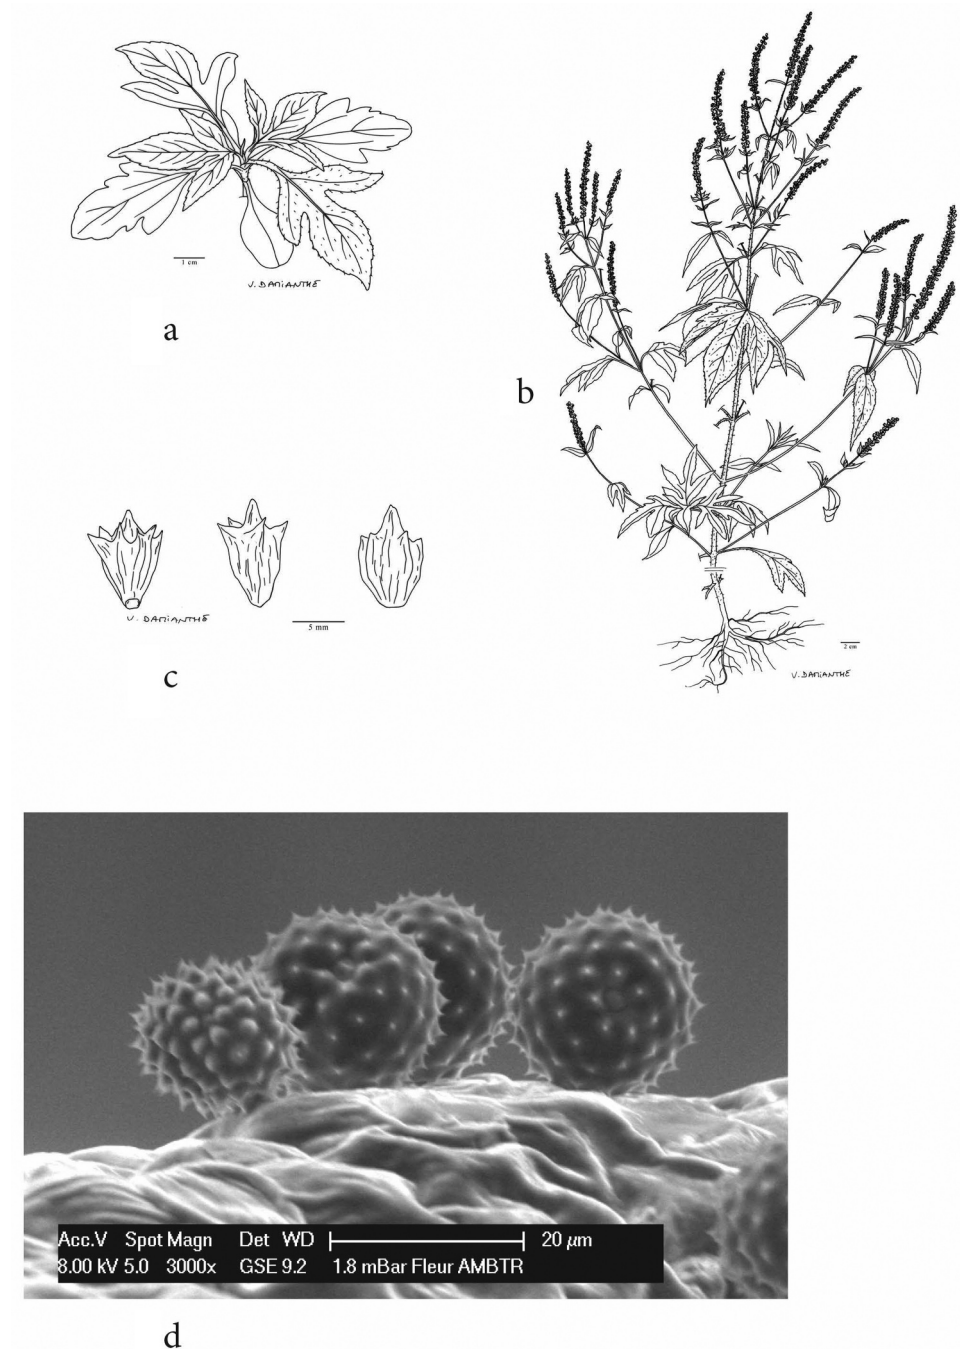 1 cm
V. DAMIANTHE
a
b
2 cm
V. DAMIANTHE
V. DAMIANTHE
5 mm
c
Acc.V Spot Magn Det WD 20 μm
8.00 kV 5.0 3000x GSE 9.2 1.8 mBar Fleur AMBTR
d